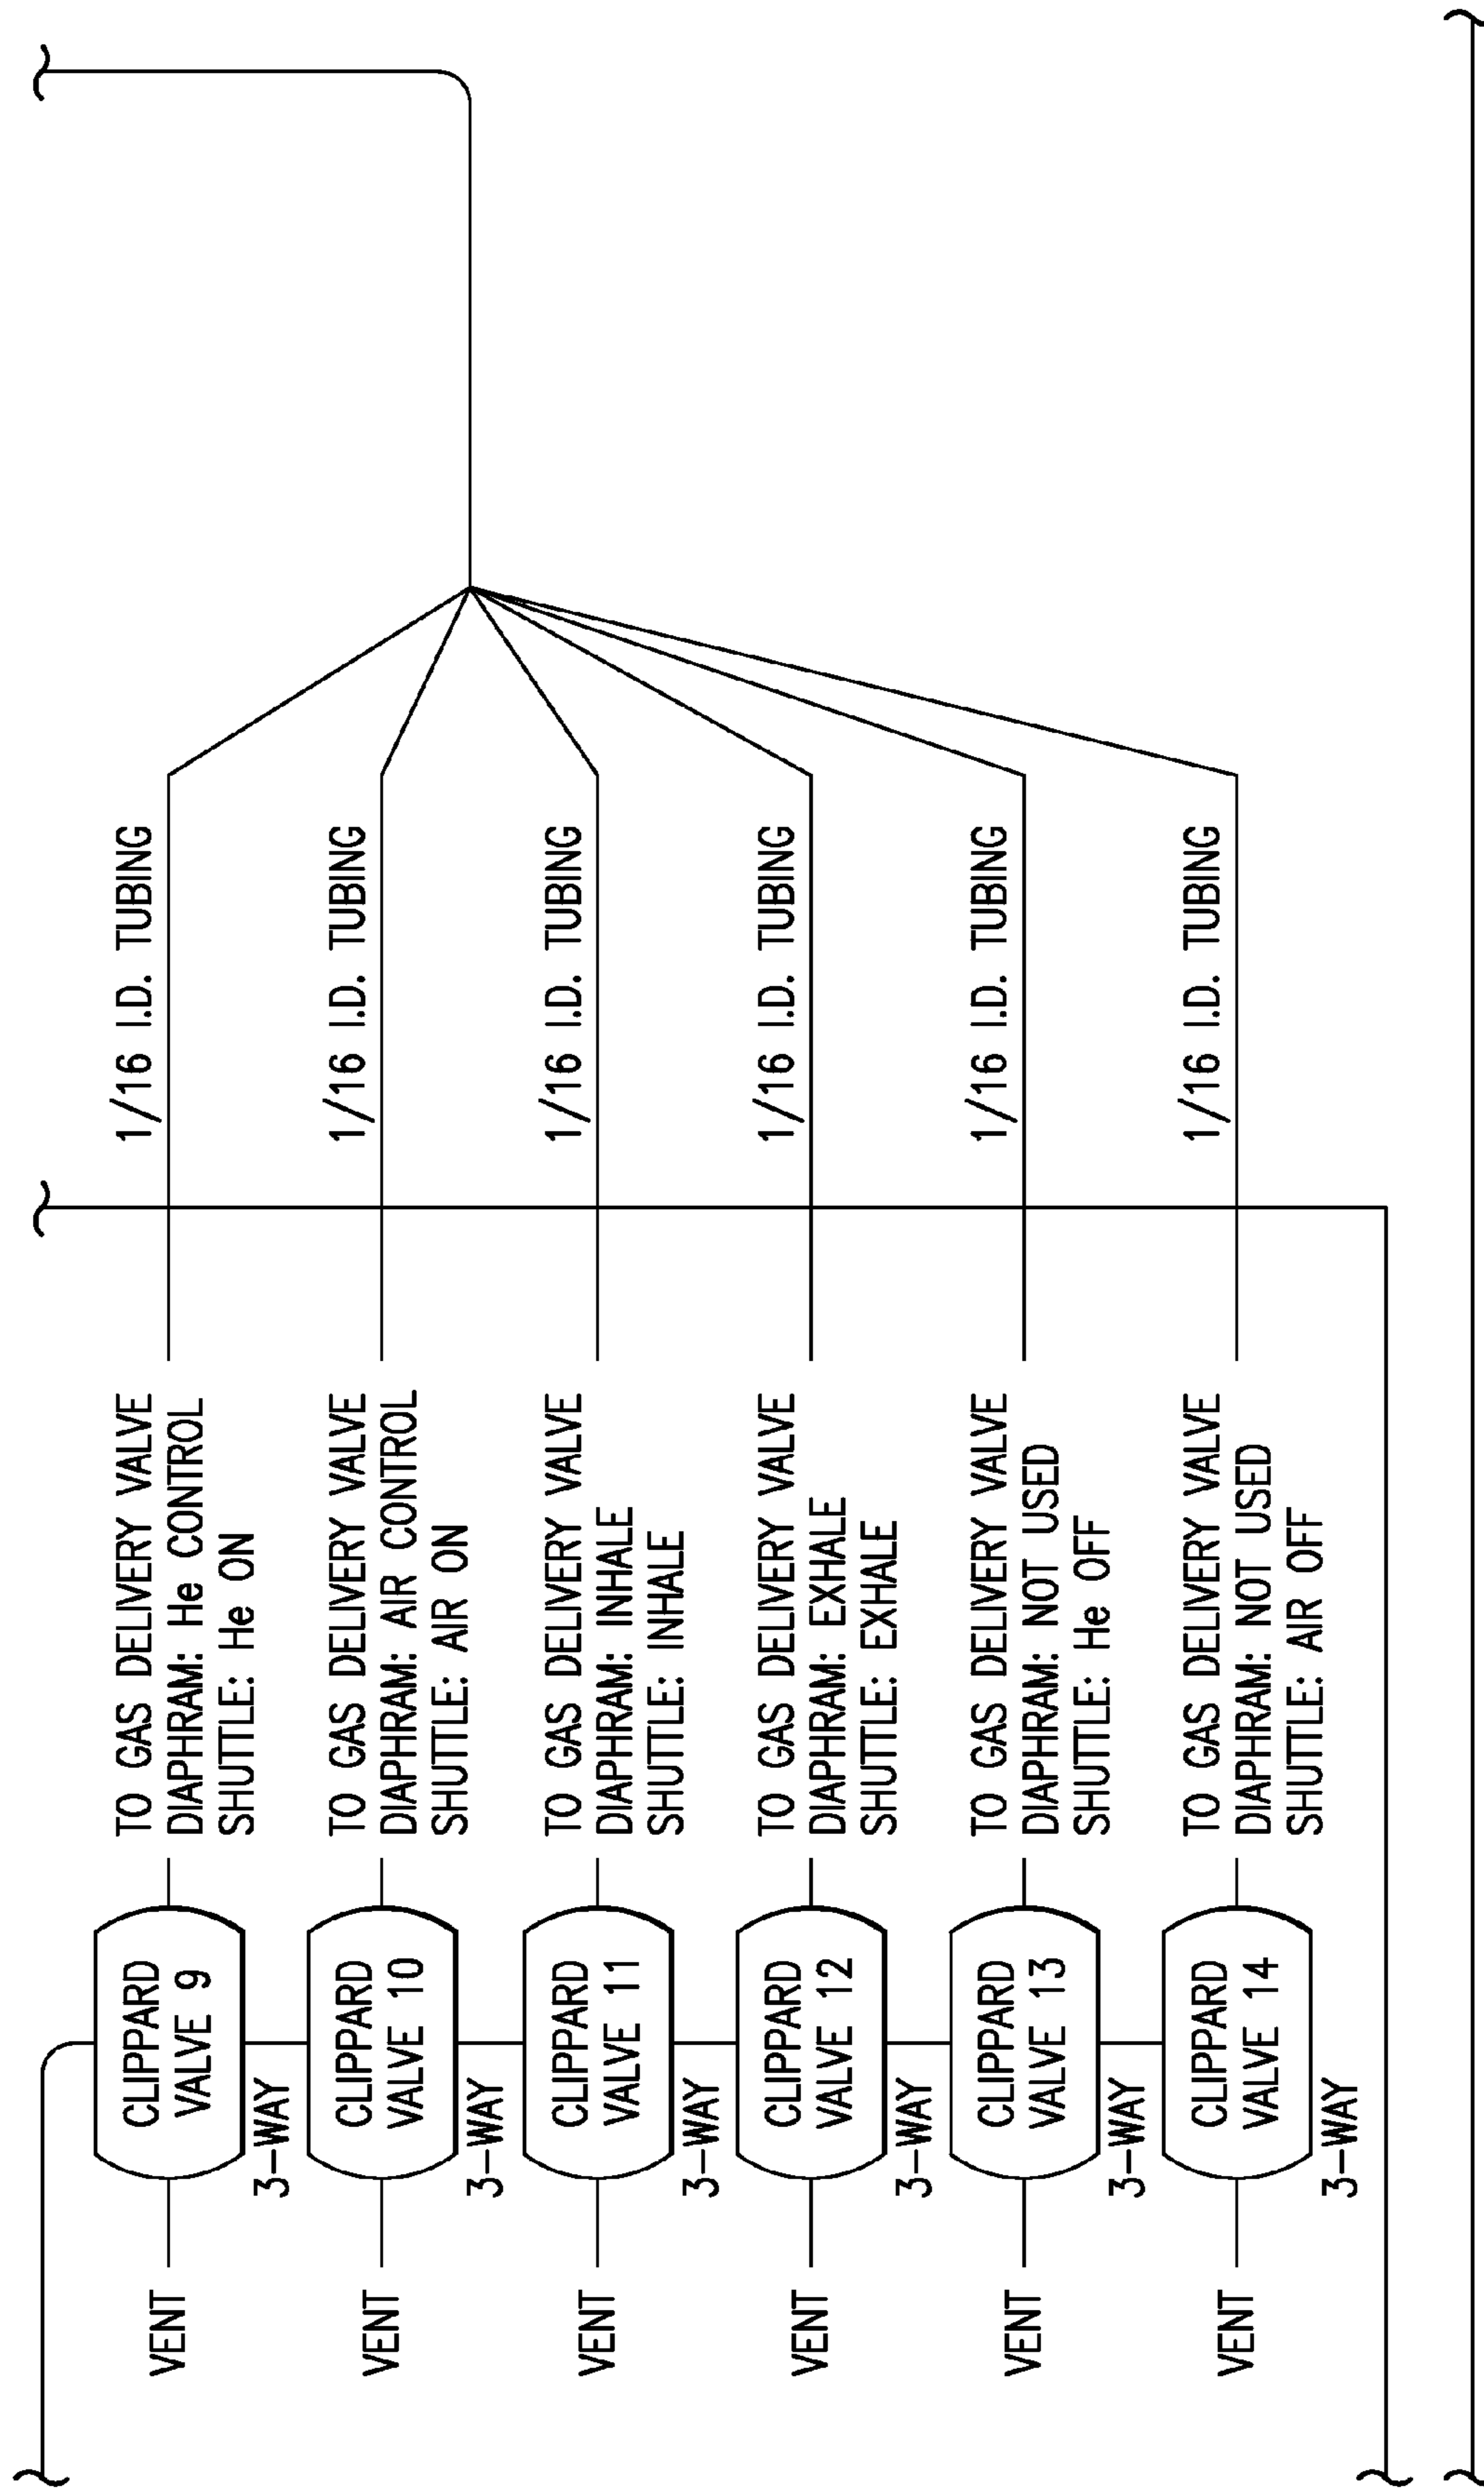 VENT
CLIPPARD
VALVE 9
3-WAY
TO GAS DELIVERY VALVE
DIAPHRAM: He CONTROL
SHUTTLE: He ON
1/16 I.D. TUBING
VENT
CLIPPARD
VALVE 10
3-WAY
TO GAS DELIVERY VALVE
DIAPHRAM: AIR CONTROL
SHUTTLE: AIR ON
1/16 I.D. TUBING
VENT
CLIPPARD
VALVE 11
3-WAY
TO GAS DELIVERY VALVE
DIAPHRAM: INHALE
SHUTTLE: INHALE
1/16 I.D. TUBING
VENT
CLIPPARD
VALVE 12
3-WAY
TO GAS DELIVERY VALVE
DIAPHRAM: EXHALE
SHUTTLE: EXHALE
1/16 I.D. TUBING
VENT
CLIPPARD
VALVE 13
3-WAY
TO GAS DELIVERY VALVE
DIAPHRAM: NOT USED
SHUTTLE: He OFF
1/16 I.D. TUBING
VENT
CLIPPARD
VALVE 14
3-WAY
TO GAS DELIVERY VALVE
DIAPHRAM: NOT USED
SHUTTLE: AIR OFF
1/16 I.D. TUBING